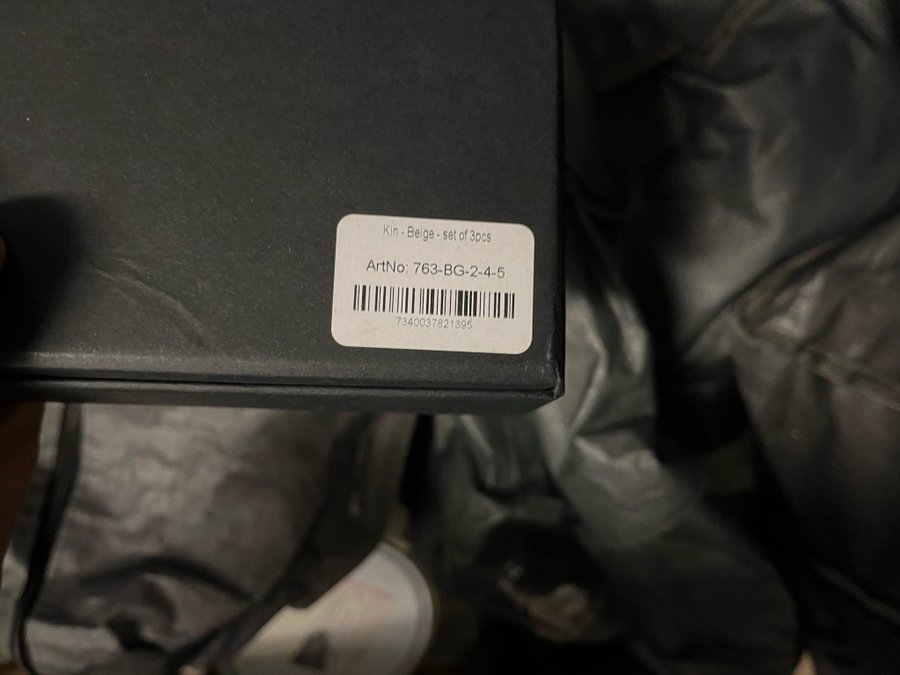 Kin - Beige - set of 3pcs
ArtNo: 763-BG-2-4-5
7340037821395